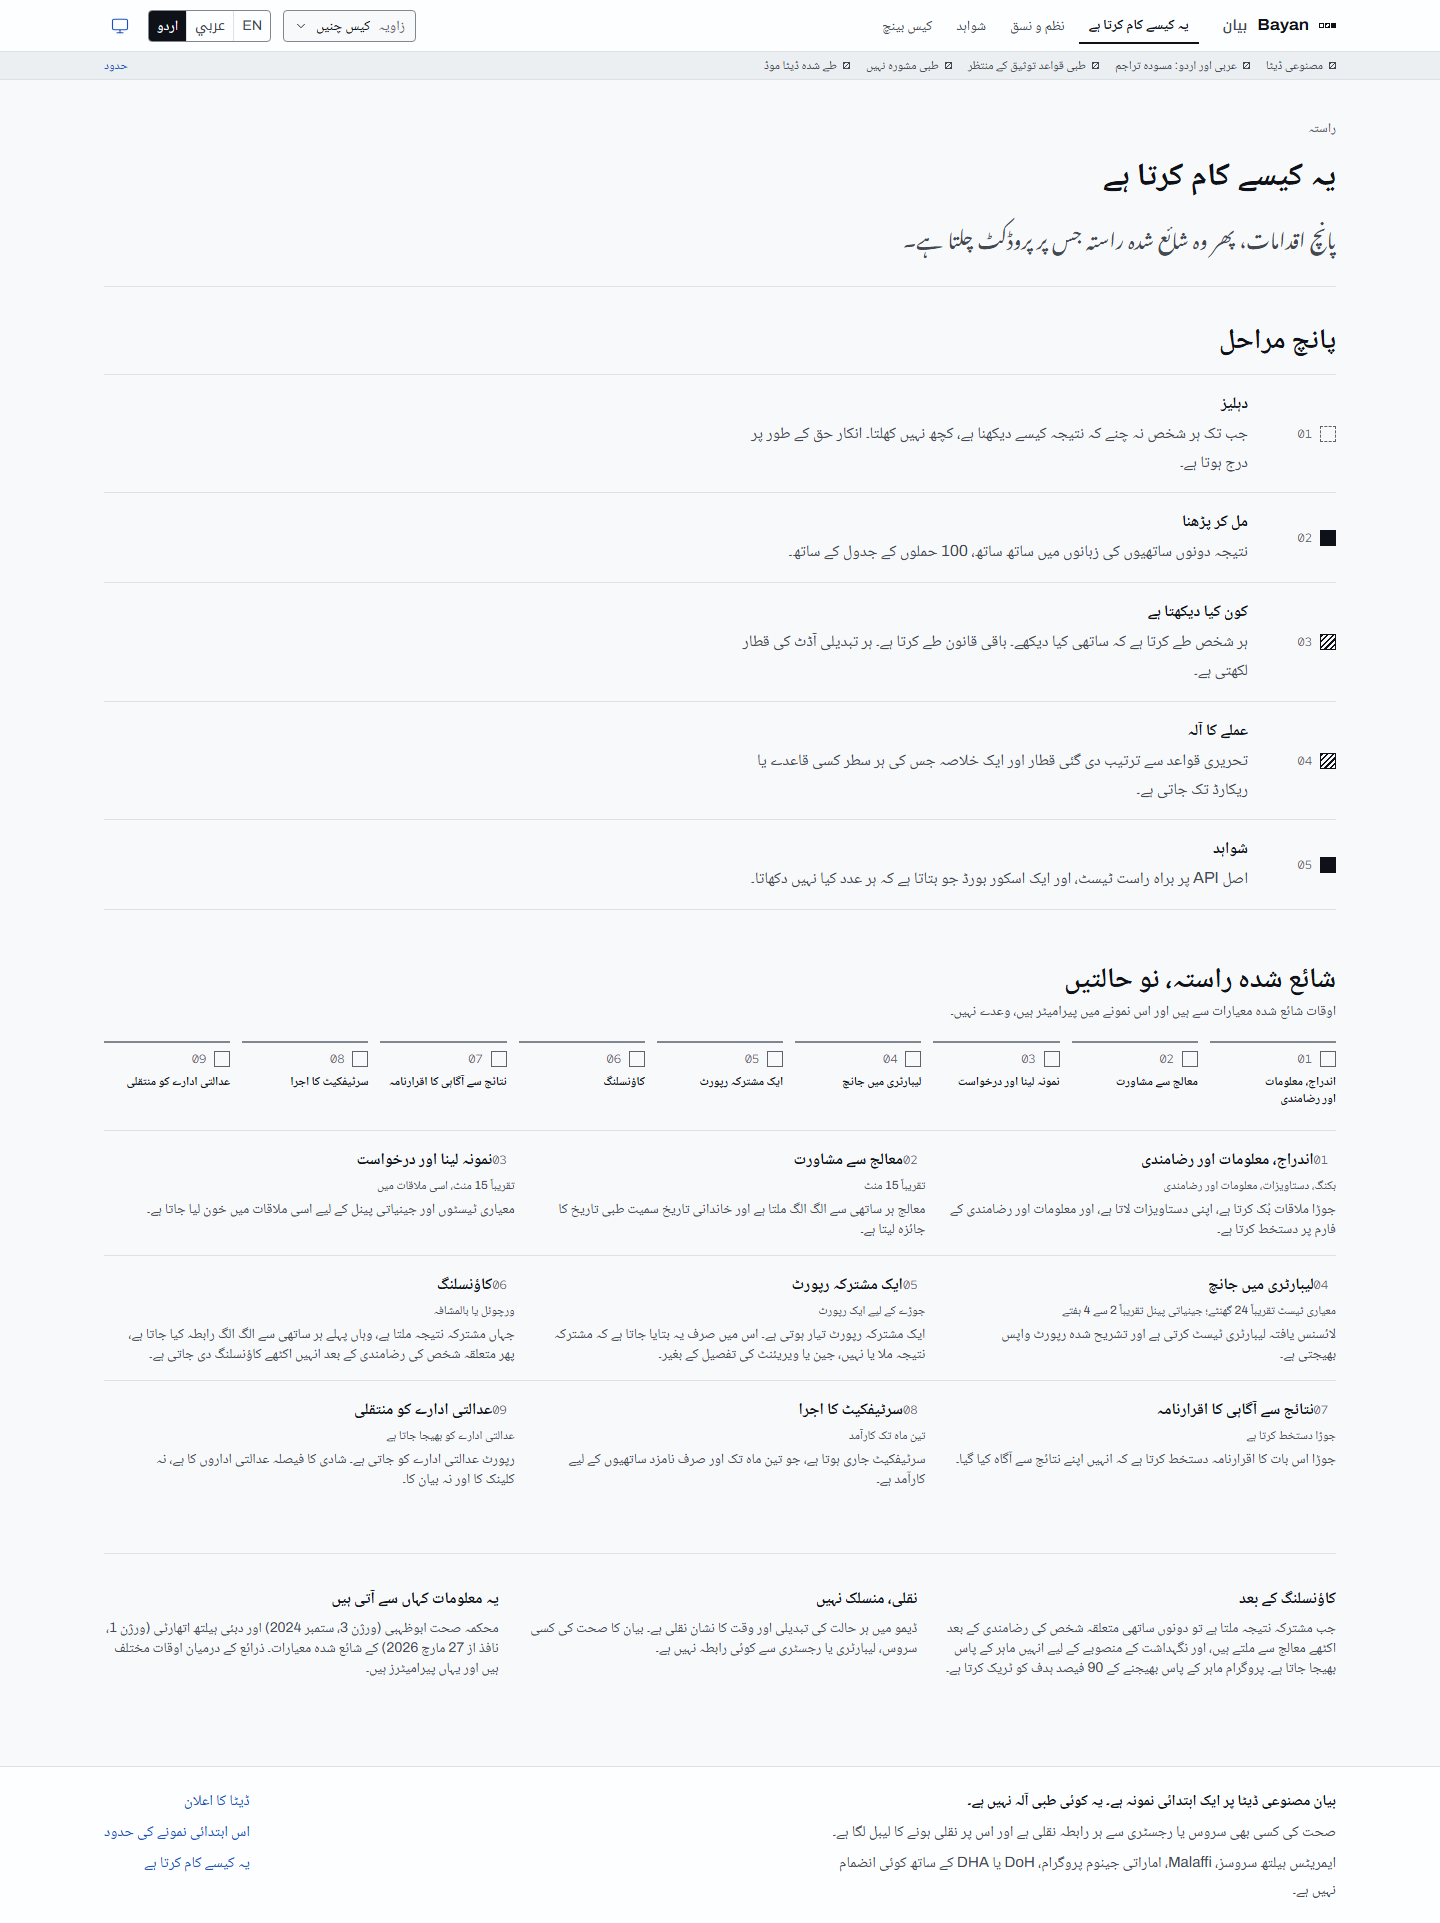 Bayan بیان
یہ کیسے کام کرتا ہے
نظم و نسق
شواہد
کیس بینچ
زاویہ کیس چنیں
EN
عربي
اردو
مصنوعی ڈیٹا
عربی اور اردو: مسودہ تراجم
طبی قواعد توثیق کے منتظر
طبی مشورہ نہیں
طے شدہ ڈیٹا موڈ
حدود
راستہ
یہ کیسے کام کرتا ہے
پانچ اقدامات، پھر وہ شائع شدہ راستہ جس پر پروڈکٹ چلتا ہے۔
پانچ مراحل
01
دہلیز
جب تک ہر شخص نہ چنے کہ نتیجہ کیسے دیکھنا ہے، کچھ نہیں کھلتا۔ انکار حق کے طور پر
درج ہوتا ہے۔
02
مل کر پڑھنا
نتیجہ دونوں ساتھیوں کی زبانوں میں ساتھ ساتھ، 100 حملوں کے جدول کے ساتھ۔
03
کون کیا دیکھتا ہے
ہر شخص طے کرتا ہے کہ ساتھی کیا دیکھے۔ باقی قانون طے کرتا ہے۔ ہر تبدیلی آڈٹ کی قطار
لکھتی ہے۔
04
عملے کا آلہ
تحریری قواعد سے ترتیب دی گئی قطار اور ایک خلاصہ جس کی ہر سطر کسی قاعدے یا
ریکارڈ تک جاتی ہے۔
05
شواہد
اصل API پر براہ راست ٹیسٹ، اور ایک اسکور بورڈ جو بتاتا ہے کہ ہر عدد کیا نہیں دکھاتا۔
شائع شدہ راستہ، نو حالتیں
اوقات شائع شدہ معیارات سے ہیں اور اس نمونے میں پیرامیٹر ہیں، وعدے نہیں۔
01
اندراج، معلومات
اور رضامندی
02
معالج سے مشاورت
03
نمونہ لینا اور درخواست
04
لیبارٹری میں جانچ
05
ایک مشترکہ رپورٹ
06
کاؤنسلنگ
07
نتائج سے آگاہی کا اقرارنامہ
08
سرٹیفکیٹ کا اجرا
09
عدالتی ادارے کو منتقلی
01اندراج، معلومات اور رضامندی
بکنگ، دستاویزات، معلومات اور رضامندی
جوڑا ملاقات بُک کرتا ہے، اپنی دستاویزات لاتا ہے، اور معلومات اور رضامندی کے
فارم پر دستخط کرتا ہے۔
02معالج سے مشاورت
تقریباً 15 منٹ
معالج ہر ساتھی سے الگ الگ ملتا ہے اور خاندانی تاریخ سمیت طبی تاریخ کا
جائزہ لیتا ہے۔
03نمونہ لینا اور درخواست
تقریباً 15 منٹ، اسی ملاقات میں
معیاری ٹیسٹوں اور جینیاتی پینل کے لیے اسی ملاقات میں خون لیا جاتا ہے۔
04لیبارٹری میں جانچ
معیاری ٹیسٹ تقریباً 24 گھنٹے؛ جینیاتی پینل تقریباً 2 سے 4 ہفتے
لائسنس یافتہ لیبارٹری ٹیسٹ کرتی ہے اور تشریح شدہ رپورٹ واپس
بھیجتی ہے۔
05ایک مشترکہ رپورٹ
جوڑے کے لیے ایک رپورٹ
ایک مشترکہ رپورٹ تیار ہوتی ہے۔ اس میں صرف یہ بتایا جاتا ہے کہ مشترکہ
نتیجہ ملا یا نہیں، جین یا ویریئنٹ کی تفصیل کے بغیر۔
06کاؤنسلنگ
ورچوئل یا بالمشافہ
جہاں مشترکہ نتیجہ ملتا ہے، وہاں پہلے ہر ساتھی سے الگ الگ رابطہ کیا جاتا ہے،
پھر متعلقہ شخص کی رضامندی کے بعد انہیں اکٹھے کاؤنسلنگ دی جاتی ہے۔
07نتائج سے آگاہی کا اقرارنامہ
جوڑا دستخط کرتا ہے
جوڑا اس بات کا اقرارنامہ دستخط کرتا ہے کہ انہیں اپنے نتائج سے آگاہ کیا گیا۔
08سرٹیفکیٹ کا اجرا
تین ماہ تک کارآمد
سرٹیفکیٹ جاری ہوتا ہے، جو تین ماہ تک اور صرف نامزد ساتھیوں کے لیے
کارآمد ہے۔
09عدالتی ادارے کو منتقلی
عدالتی ادارے کو بھیجا جاتا ہے
رپورٹ عدالتی ادارے کو جاتی ہے۔ شادی کا فیصلہ عدالتی اداروں کا ہے، نہ
کلینک کا اور نہ بیان کا۔
کاؤنسلنگ کے بعد
جب مشترکہ نتیجہ ملتا ہے تو دونوں ساتھی متعلقہ شخص کی رضامندی کے بعد
اکٹھے معالج سے ملتے ہیں، اور نگہداشت کے منصوبے کے لیے انہیں ماہر کے پاس
بھیجا جاتا ہے۔ پروگرام ماہر کے پاس بھیجنے کے 90 فیصد ہدف کو ٹریک کرتا ہے۔
نقلی، منسلک نہیں
ڈیمو میں ہر حالت کی تبدیلی اور وقت کا نشان نقلی ہے۔ بیان کا صحت کی کسی
سروس، لیبارٹری یا رجسٹری سے کوئی رابطہ نہیں ہے۔
یہ معلومات کہاں سے آتی ہیں
محکمہ صحت ابوظہبی (ورژن 3، ستمبر 2024) اور دبئی ہیلتھ اتھارٹی (ورژن 1،
نافذ از 27 مارچ 2026) کے شائع شدہ معیارات۔ ذرائع کے درمیان اوقات مختلف
ہیں اور یہاں پیرامیٹرز ہیں۔
بیان مصنوعی ڈیٹا پر ایک ابتدائی نمونہ ہے۔ یہ کوئی طبی آلہ نہیں ہے۔
صحت کی کسی بھی سروس یا رجسٹری سے ہر رابطہ نقلی ہے اور اس پر نقلی ہونے کا لیبل لگا ہے۔
ایمریٹس ہیلتھ سروسز، Malaffi، اماراتی جینوم پروگرام، DoH یا DHA کے ساتھ کوئی انضمام
نہیں ہے۔
ڈیٹا کا اعلان
اس ابتدائی نمونے کی حدود
یہ کیسے کام کرتا ہے